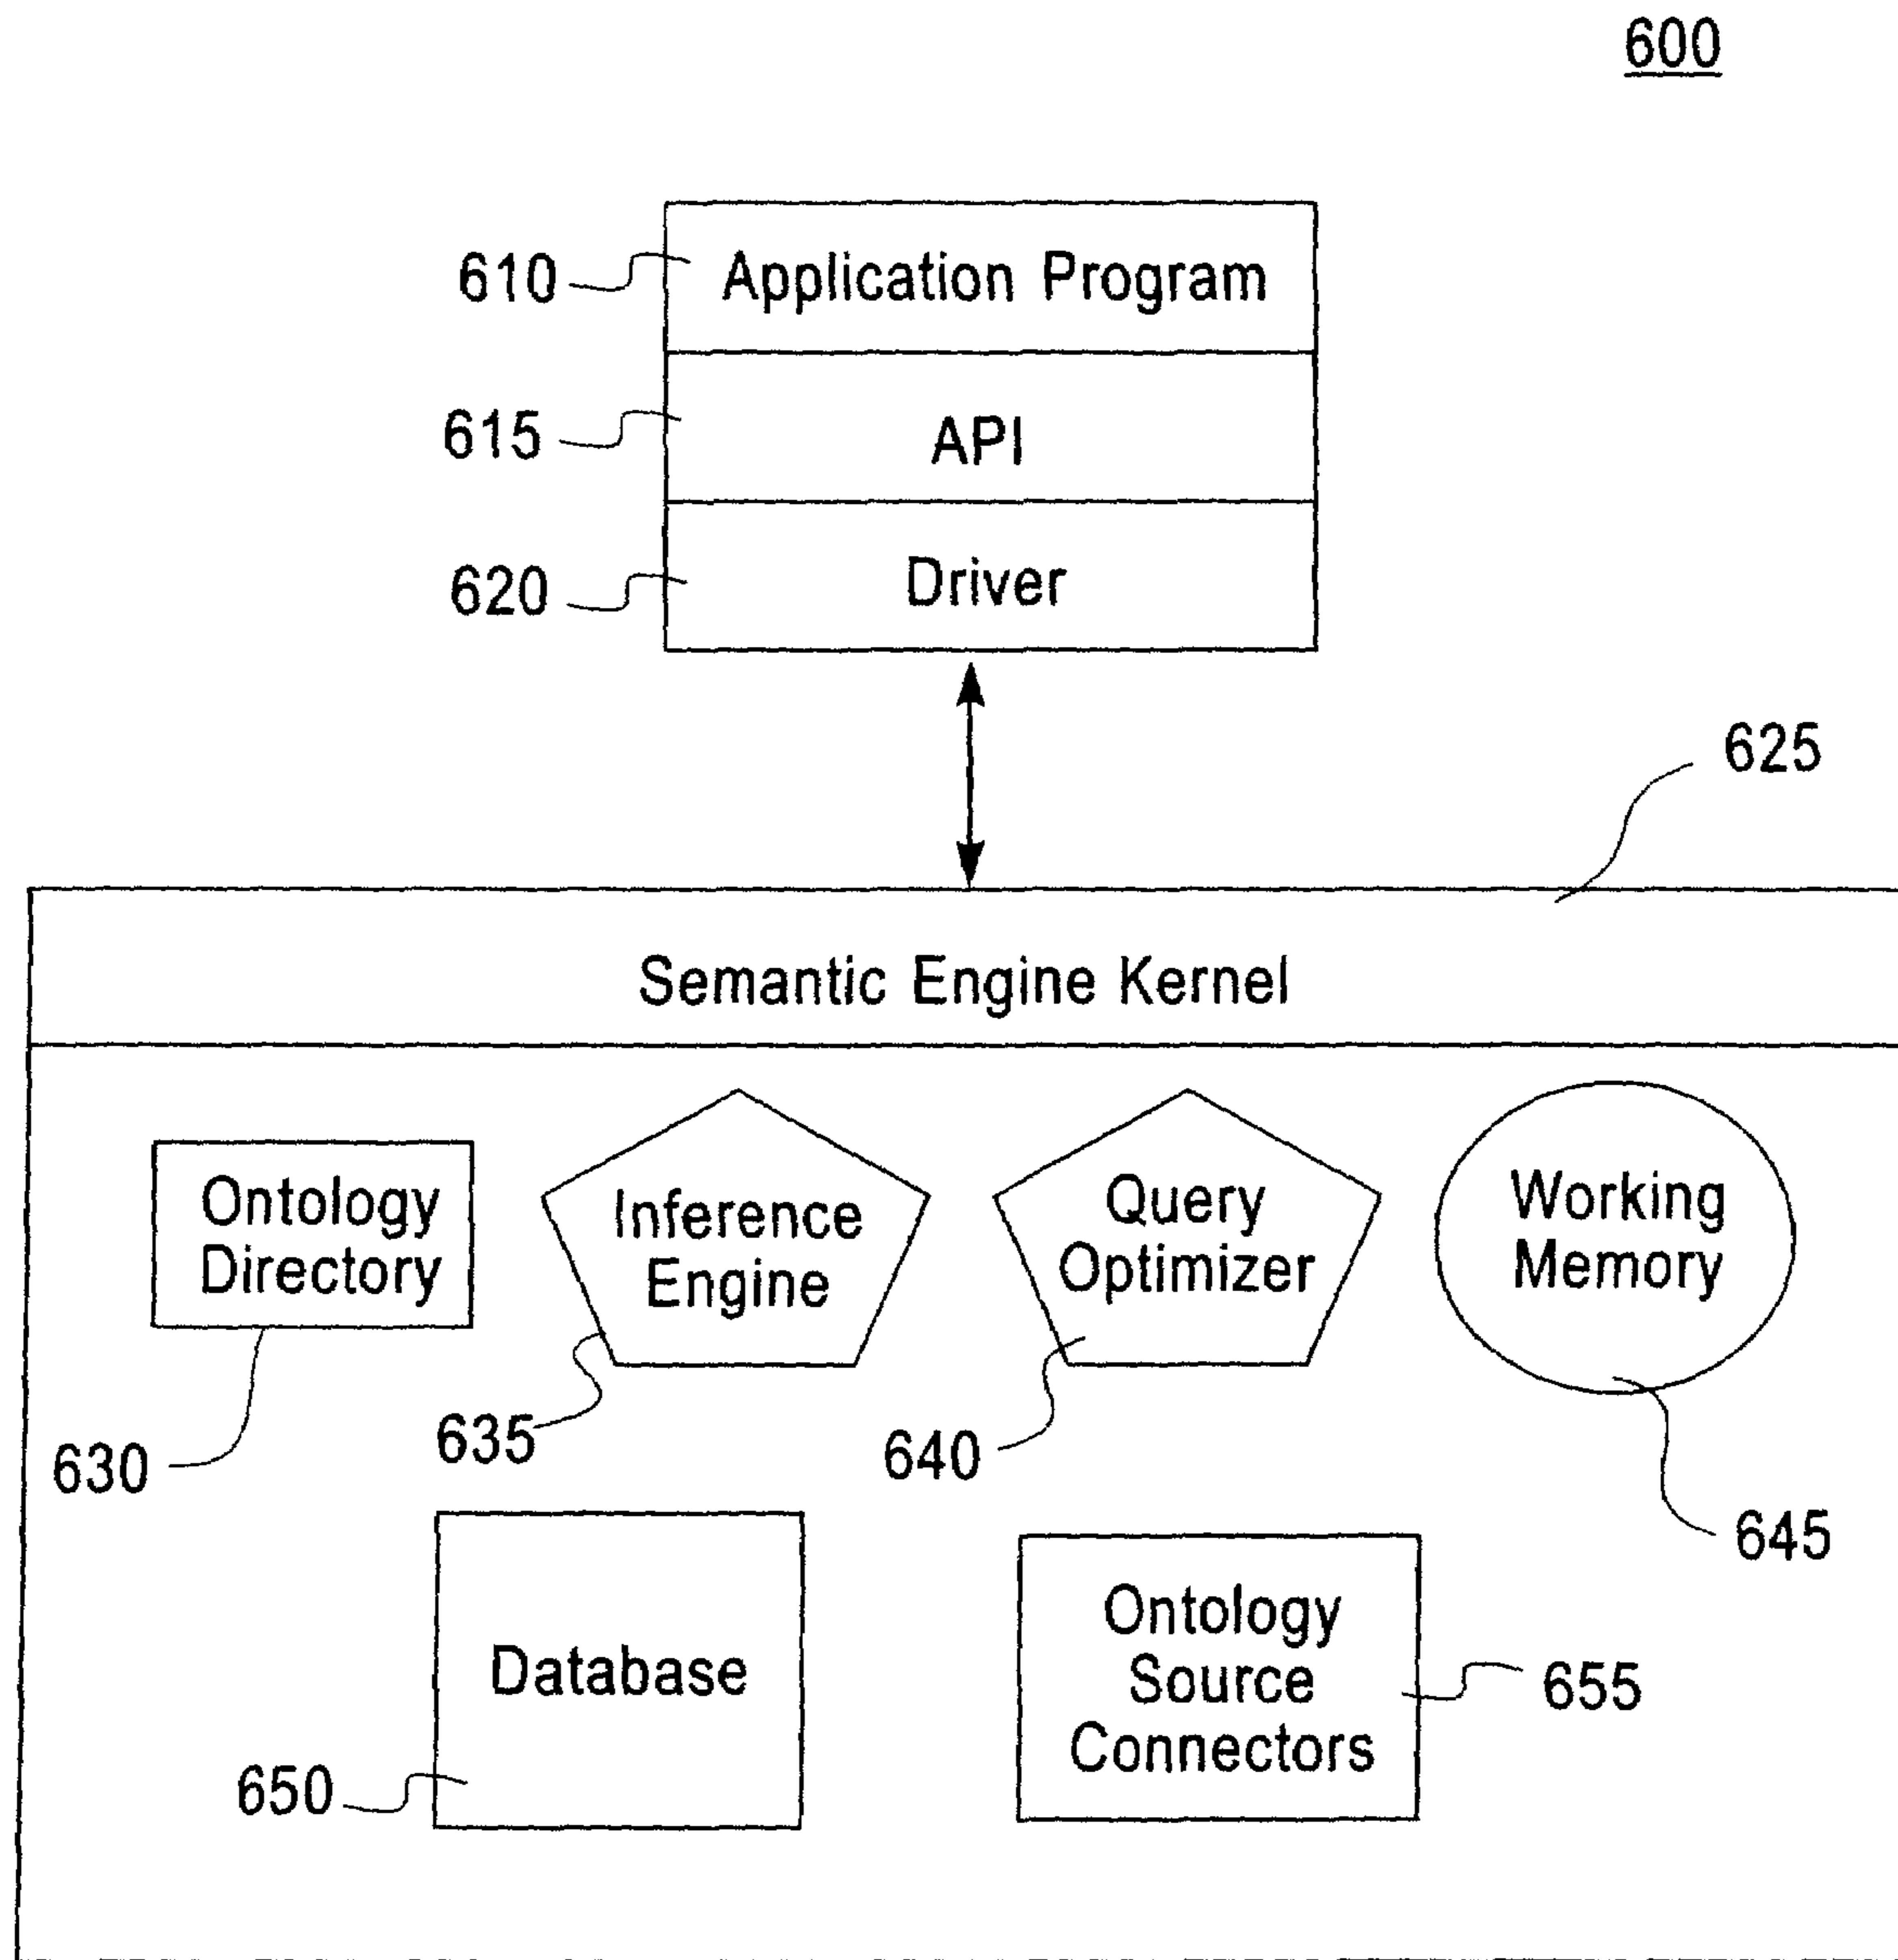 600
610
Application Program
615
API
620
Driver
625
Semantic Engine Kernel
Ontology
Directory
Inference
Engine
Query
Optimizer
Working
Memory
630
635
640
645
Database
650
Ontology
Source
Connectors
655